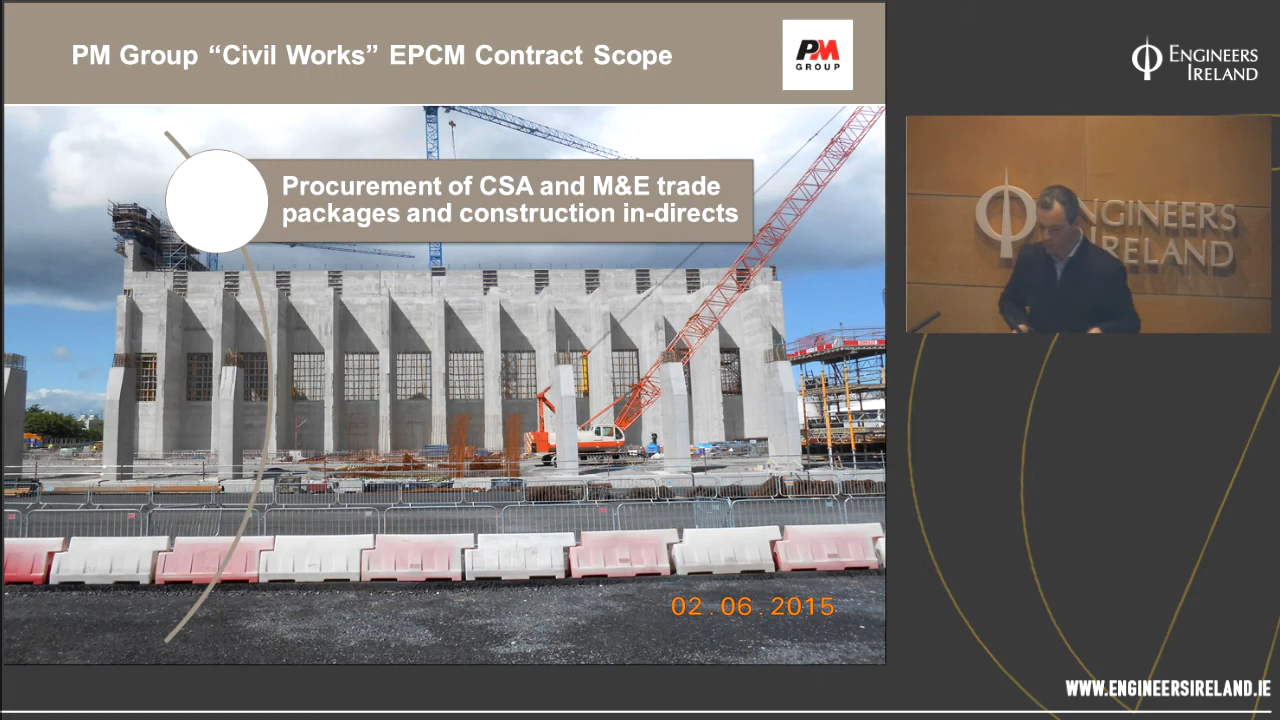 PM Group “Civil Works” EPCM Contract Scope
PM
GROUP
Procurement of CSA and M&E trade
packages and construction in-directs
02.06.2015
ENGINEERS
IRELAND
ENGINEERS
IRELAND
WWW.ENGINEERSIRELAND.IE